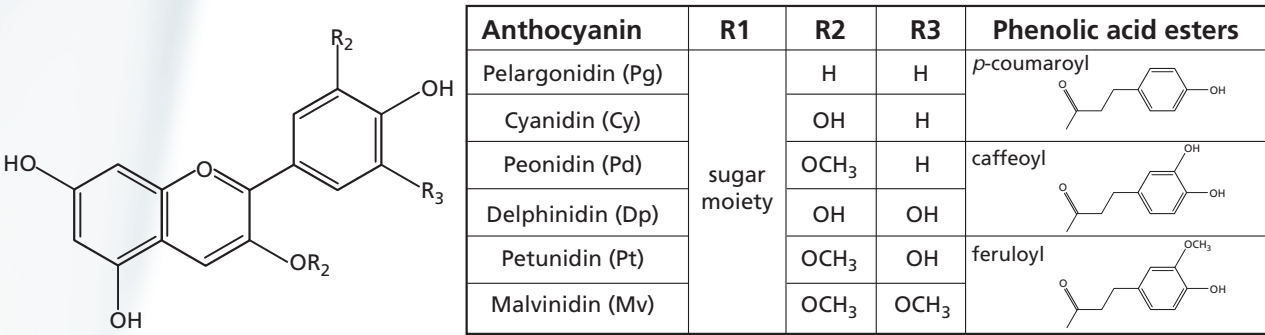 R₂
OH
HO
O
R₃
OR₂
OH
Anthocyanin R1 R2 R3 Phenolic acid esters
Pelargonidin (Pg) H H p-coumaroyl
O
OH
Cyanidin (Cy) OH H
Peonidin (Pd) OCH₃ H caffeoyl
OH
O
OH
sugar
moiety
Delphinidin (Dp) OH OH
Petunidin (Pt) OCH₃ OH feruloyl
OCH₃
O
OH
Malvinidin (Mv) OCH₃ OCH₃